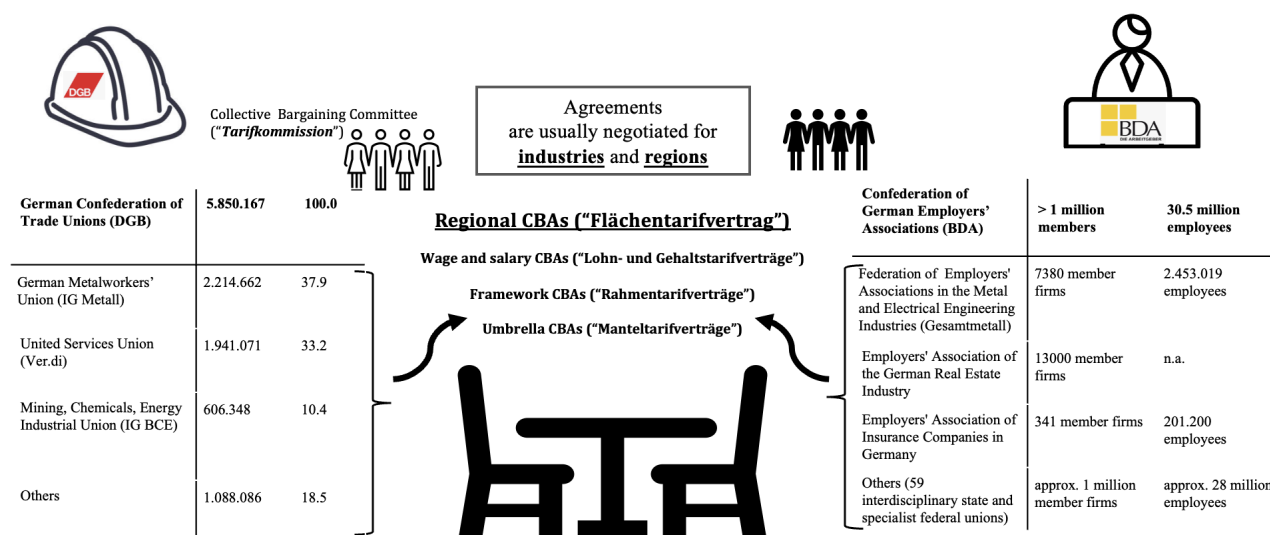 DGB
Collective Bargaining Committee
(“Tarifkommission”)
Agreements
are usually negotiated for
industries and regions
BDA
DIE ARBEITGEBER
German Confederation of
Trade Unions (DGB)
5.850.167
100.0
German Metalworkers’
Union (IG Metall)
2.214.662
37.9
United Services Union
(Ver.di)
1.941.071
33.2
Mining, Chemicals, Energy
Industrial Union (IG BCE)
606.348
10.4
Others
1.088.086
18.5
Regional CBAs (“Flächentarifvertrag”)
Wage and salary CBAs (“Lohn- und Gehaltstarifverträge”)
Framework CBAs (“Rahmentarifverträge”)
Umbrella CBAs (“Manteltarifverträge”)
Confederation of
German Employers’
Associations (BDA)
> 1 million
members
30.5 million
employees
Federation of Employers'
Associations in the Metal
and Electrical Engineering
Industries (Gesamtmetall)
7380 member
firms
2.453.019
employees
Employers' Association of
the German Real Estate
Industry
13000 member
firms
n.a.
Employers' Association of
Insurance Companies in
Germany
341 member firms
201.200
employees
Others (59
interdisciplinary state and
specialist federal unions)
approx. 1 million
member firms
approx. 28 million
employees